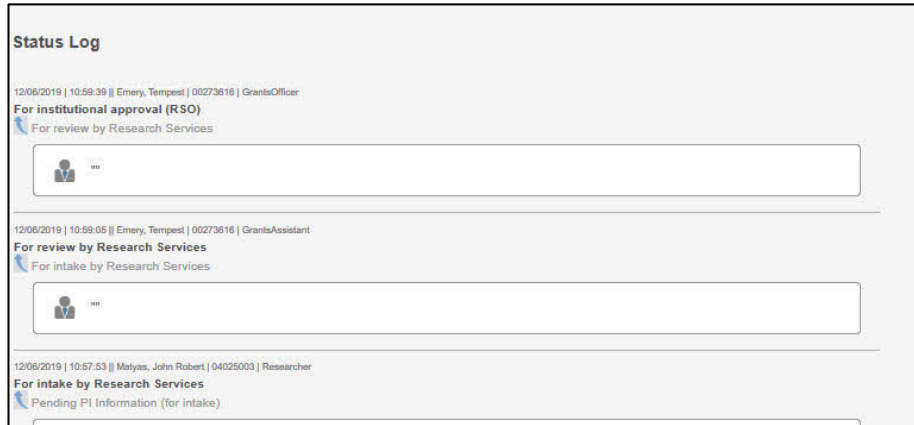 Status Log
12/06/2019 | 10:59:39 || Emery, Tempest | 00273616 | GrantsOfficer
For institutional approval (RSO)
For review by Research Services
""
12/06/2019 | 10:59:05 || Emery, Tempest | 00273616 | GrantsAssistant
For review by Research Services
For intake by Research Services
""
12/06/2019 | 10:57:53 || Matyas, John Robert | 04025003 | Researcher
For intake by Research Services
Pending PI Information (for intake)